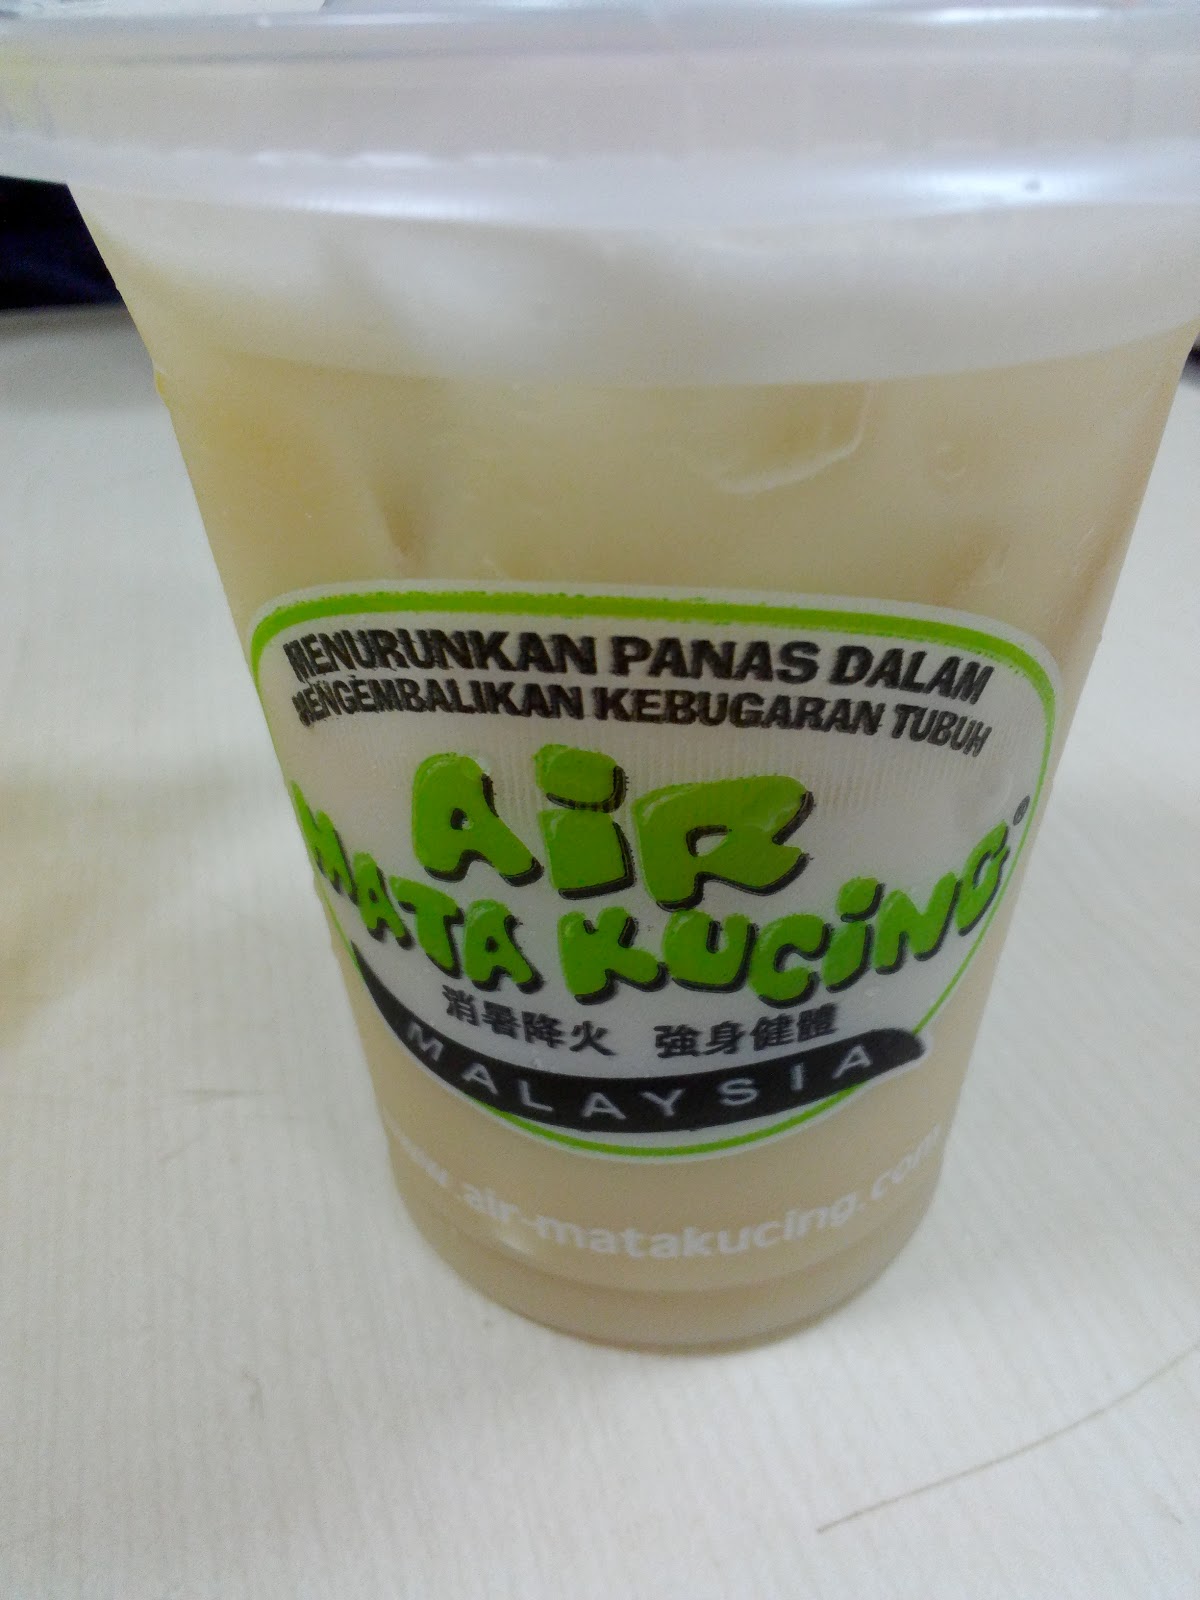 MENURUNKAN PANAS DALAM
MENGEMBALIKAN KEBUGARAN TUBUH
AiR
MATA KUCiNG®
消暑降火 強身健體
MALAYSIA
www.air-matakucing.com